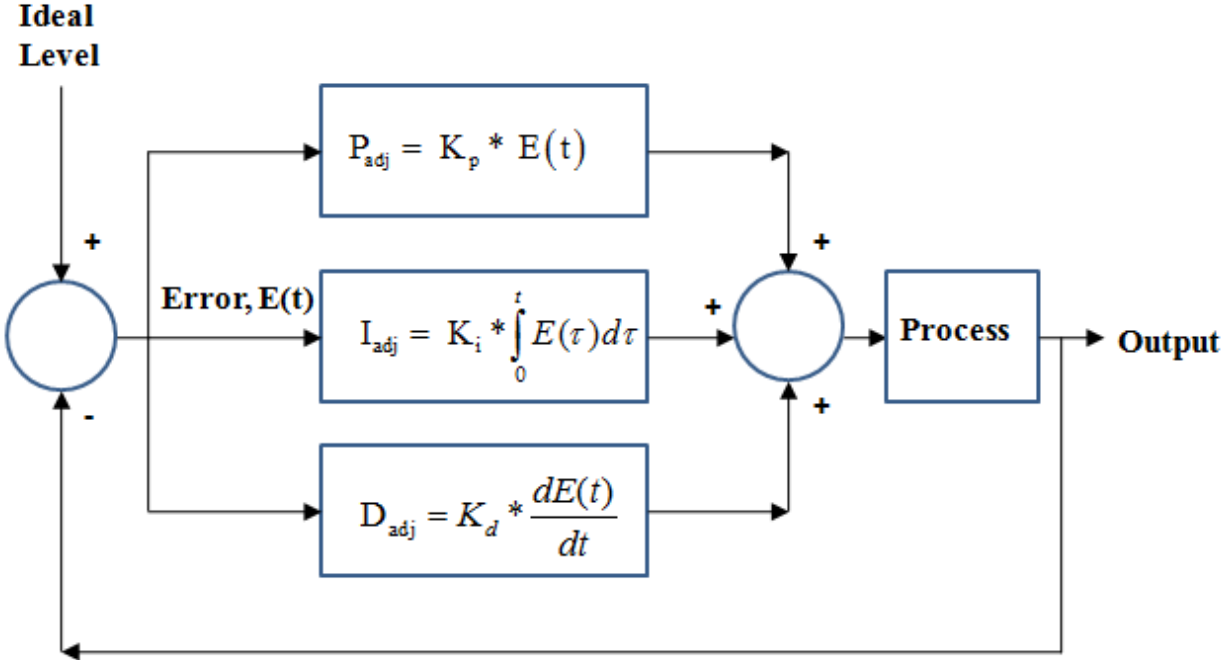 Ideal
Level
+
P_adj = K_p * E(t)
+
Error, E(t)
I_adj = K_i * ∫_0^t E(τ)dτ
+
Process
Output
-
+
D_adj = K_d * dE(t)/dt